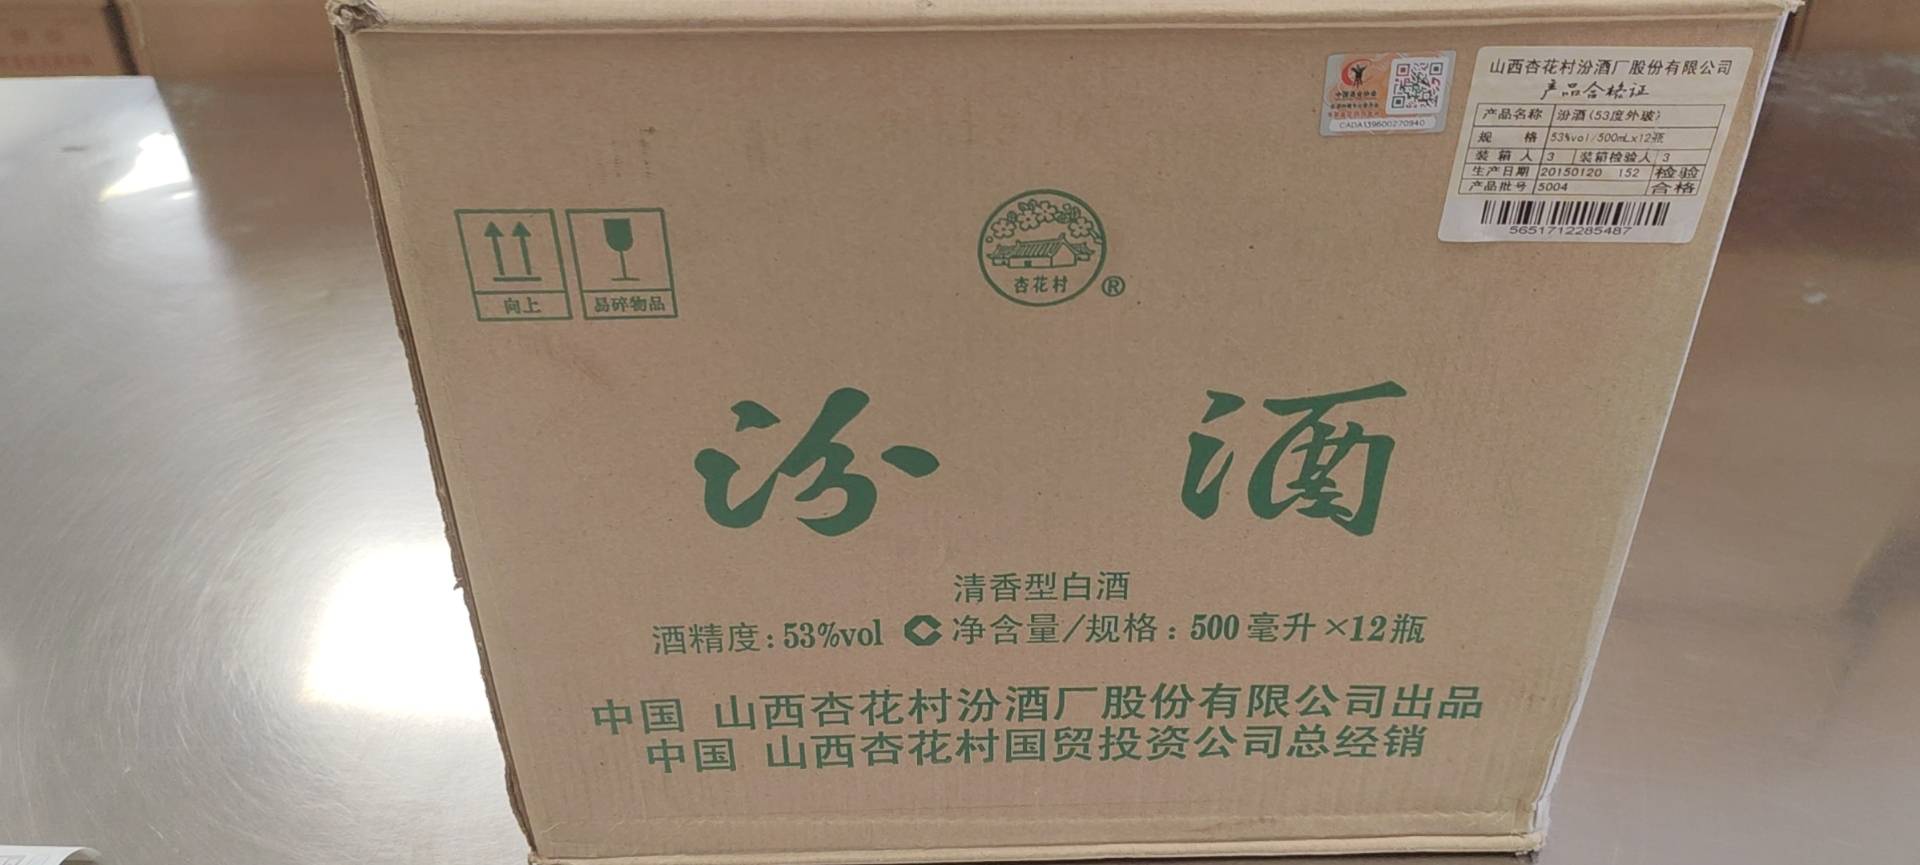 中国酒业协会
CADA139600270940
山西杏花村汾酒厂股份有限公司
产品合格证
产品名称 汾酒(53度外玻)
规 格 53%vol/500mLx12瓶
装箱人 3 装箱检验人 3
生产日期 20150120 152 检验
产品批号 5004 合格
5651712285487
向上
易碎物品
杏花村
®
汾酒
清香型白酒
酒精度:53%vol 净含量/规格:500毫升×12瓶
中国 山西杏花村汾酒厂股份有限公司出品
中国 山西杏花村国贸投资公司总经销